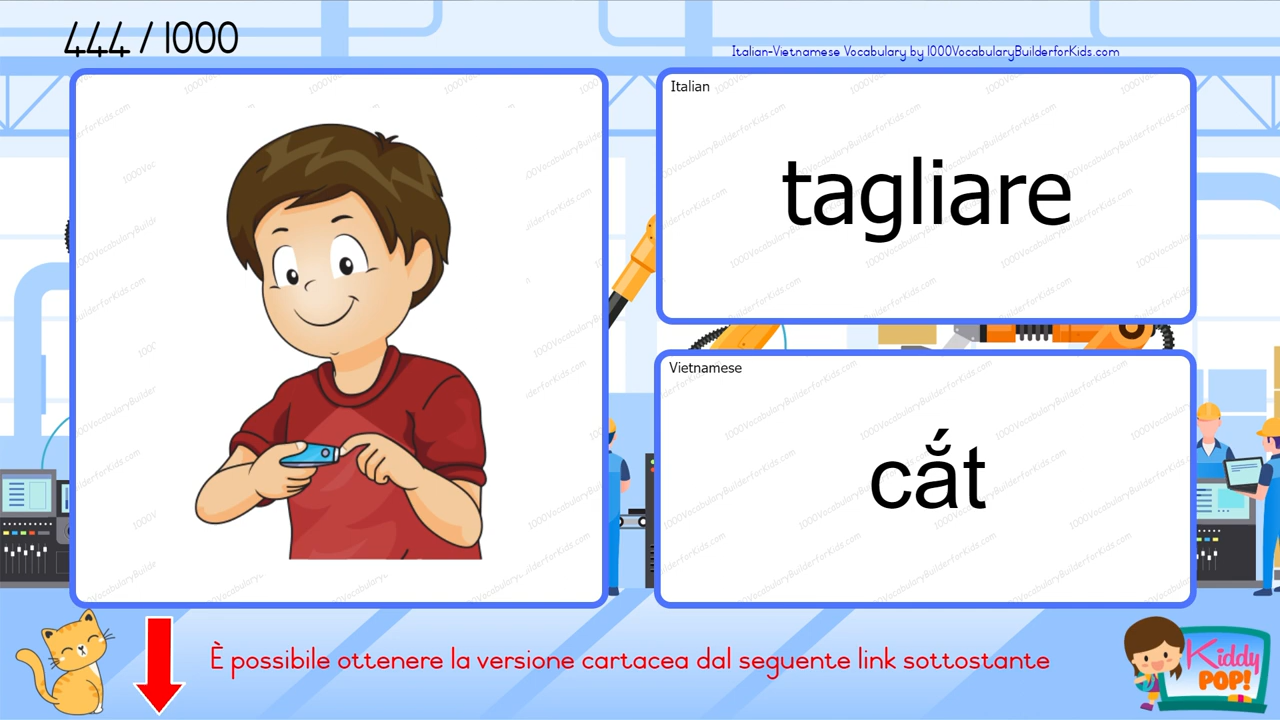 444 / 1000
Italian-Vietnamese Vocabulary by 1000VocabularyBuilderforKids.com
Italian
tagliare
Vietnamese
cắt
È possibile ottenere la versione cartacea dal seguente link sottostante
Kiddy
POP!